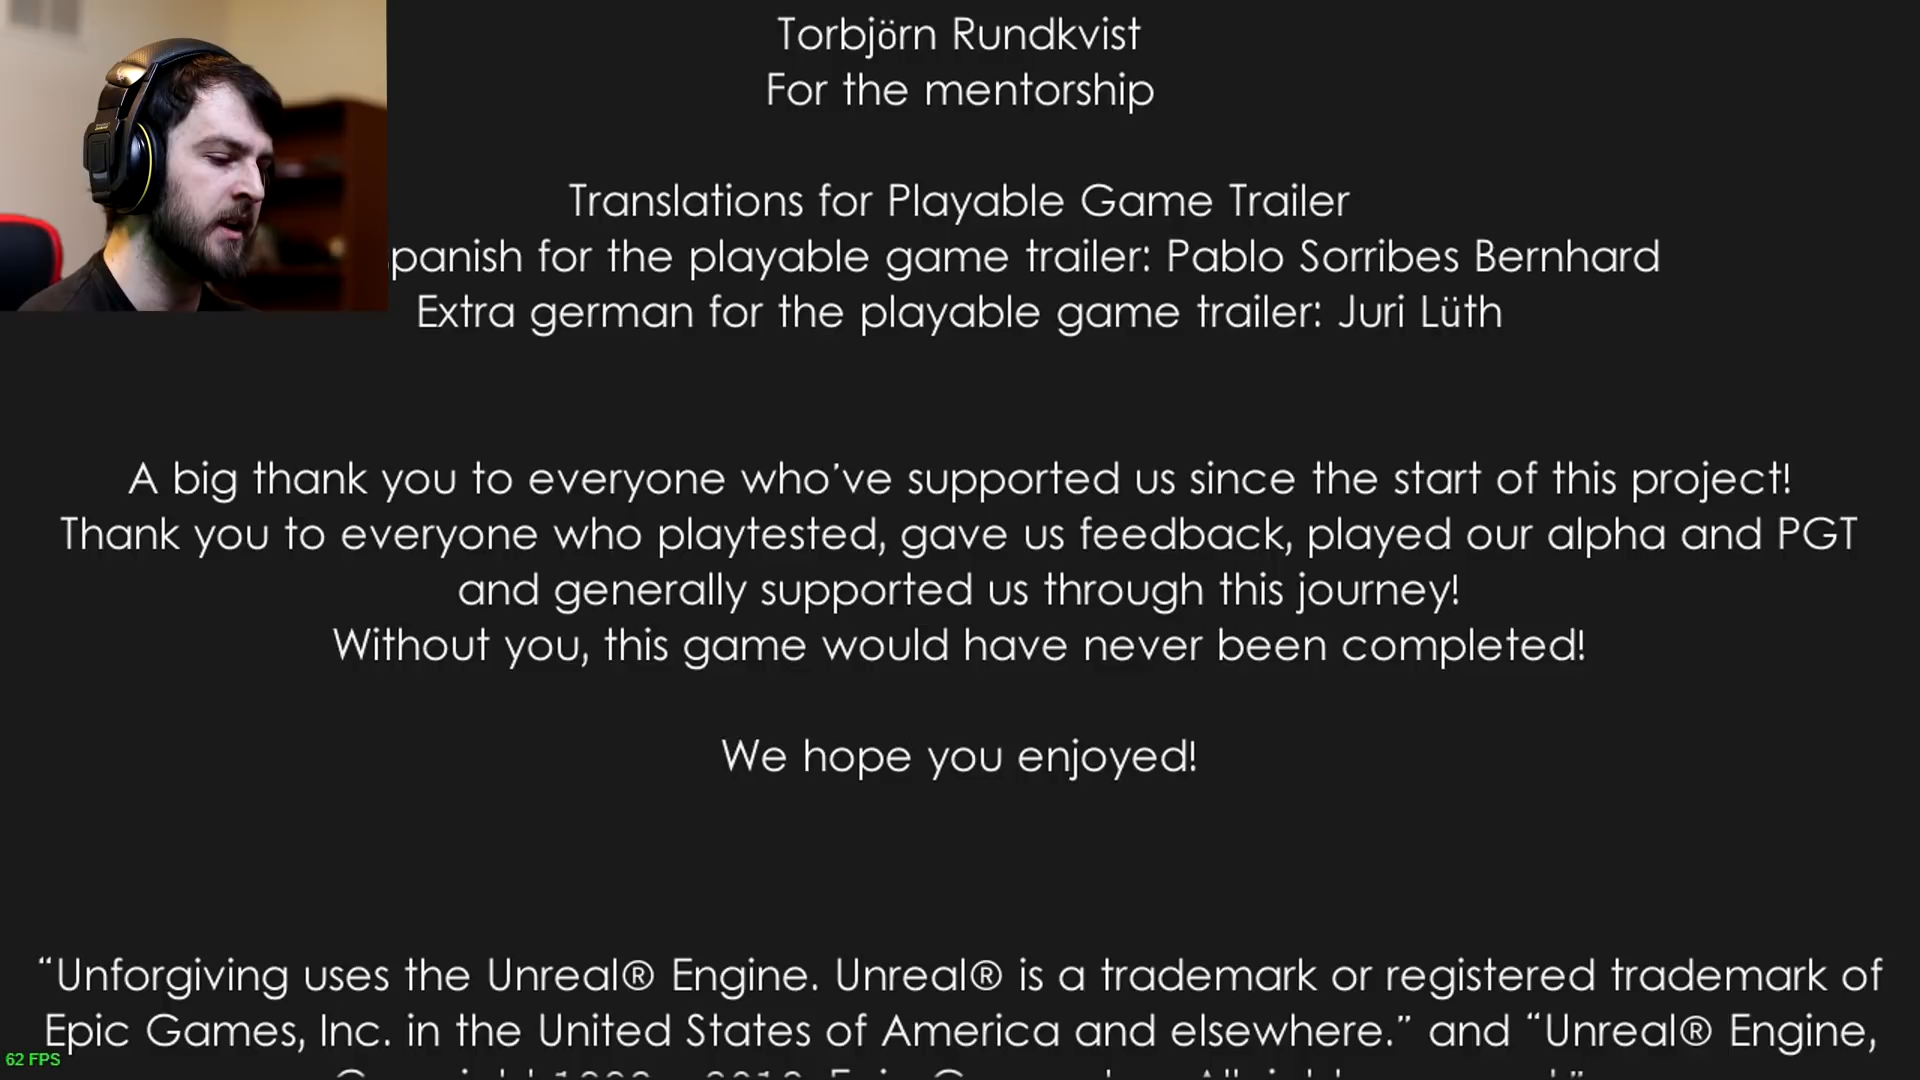 Torbjörn Rundkvist
For the mentorship
Translations for Playable Game Trailer
panish for the playable game trailer: Pablo Sorribes Bernhard
Extra german for the playable game trailer: Juri Lüth
A big thank you to everyone who've supported us since the start of this project!
Thank you to everyone who playtested, gave us feedback, played our alpha and PGT
and generally supported us through this journey!
Without you, this game would have never been completed!
We hope you enjoyed!
“Unforgiving uses the Unreal® Engine. Unreal® is a trademark or registered trademark of
Epic Games, Inc. in the United States of America and elsewhere.” and “Unreal® Engine,
62 FPS